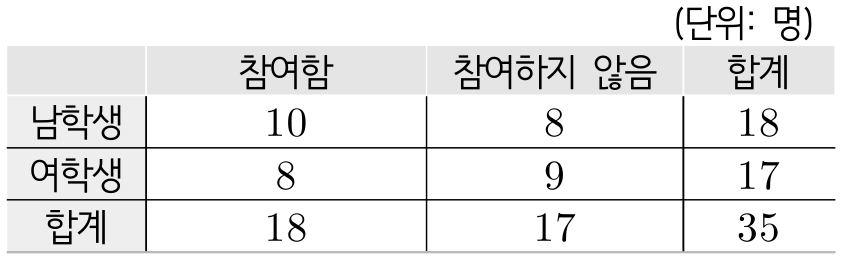 (단위: 명)
참여함 참여하지 않음 합계
남학생 10 8 18
여학생 8 9 17
합계 18 17 35